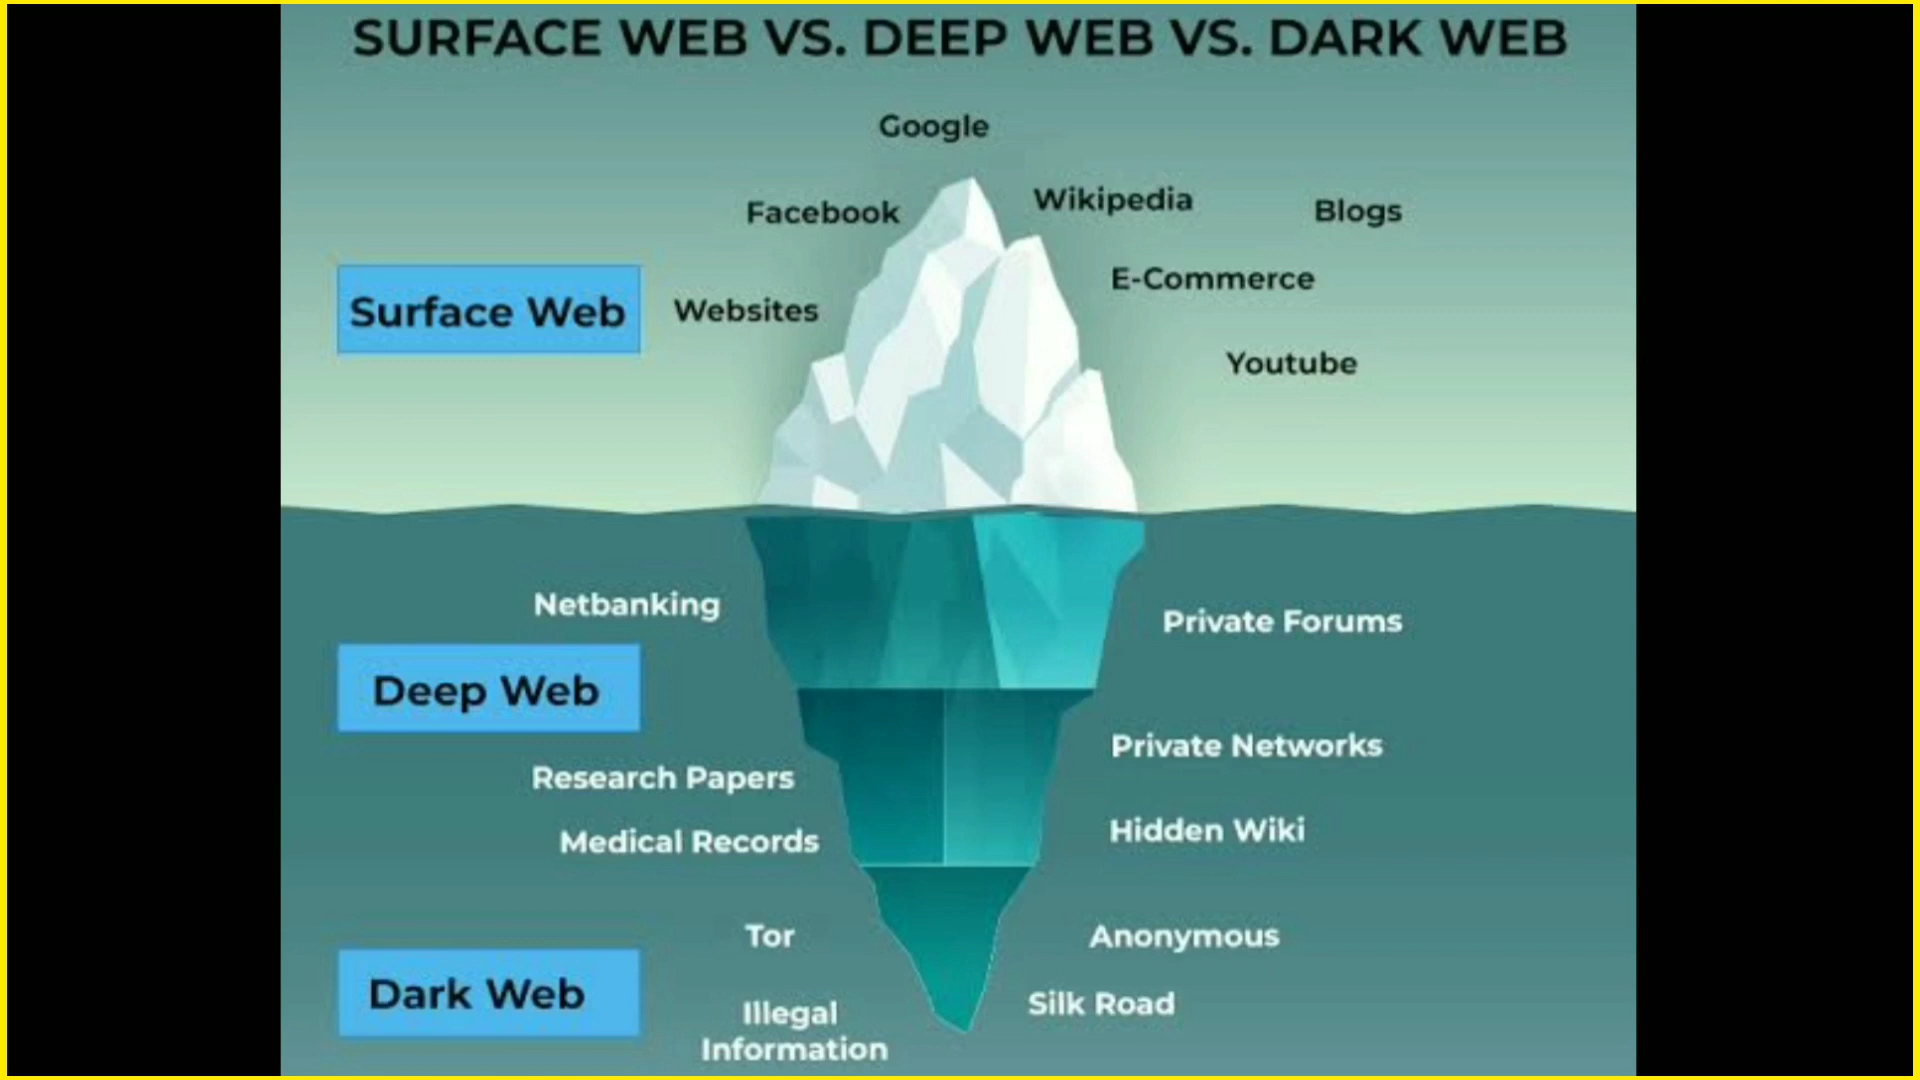 SURFACE WEB VS. DEEP WEB VS. DARK WEB
Google
Facebook
Wikipedia
Blogs
E-Commerce
Surface Web
Websites
Youtube
Netbanking
Private Forums
Deep Web
Private Networks
Research Papers
Hidden Wiki
Medical Records
Tor
Anonymous
Dark Web
Silk Road
Illegal
Information